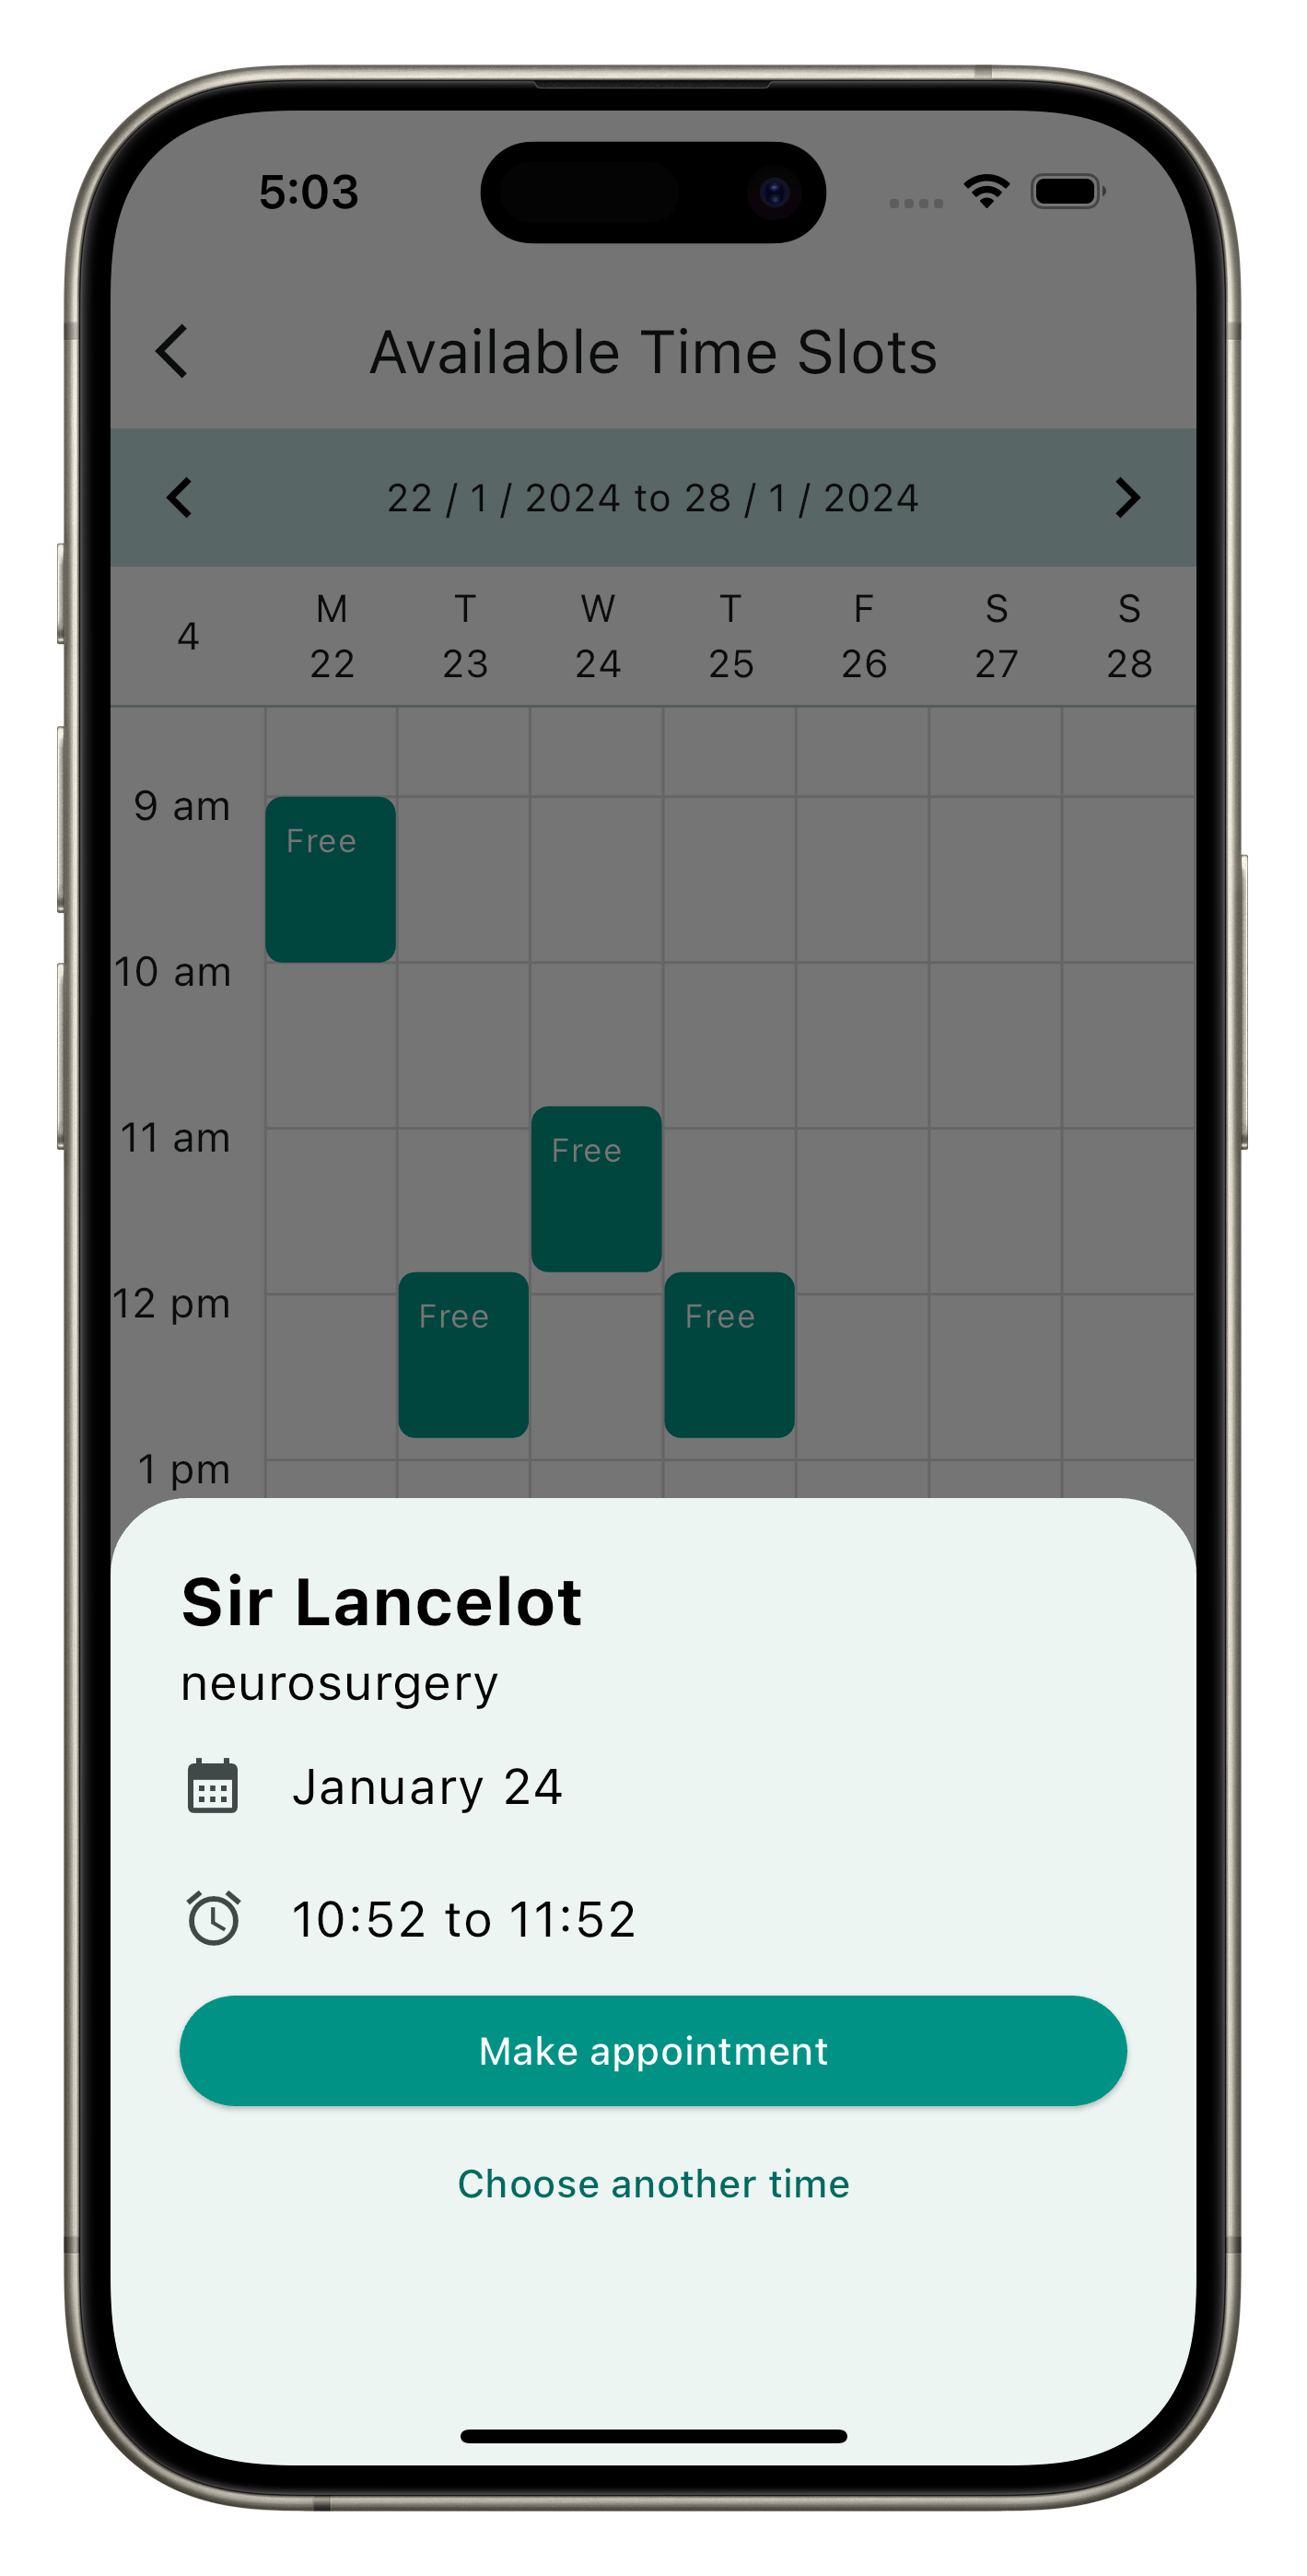 5:03
Available Time Slots
22 / 1 / 2024 to 28 / 1 / 2024
M T W T F S S
4
22 23 24 25 26 27 28
9 am
Free
10 am
11 am
Free
12 pm
Free Free
1 pm
Sir Lancelot
neurosurgery
January 24
10:52 to 11:52
Make appointment
Choose another time